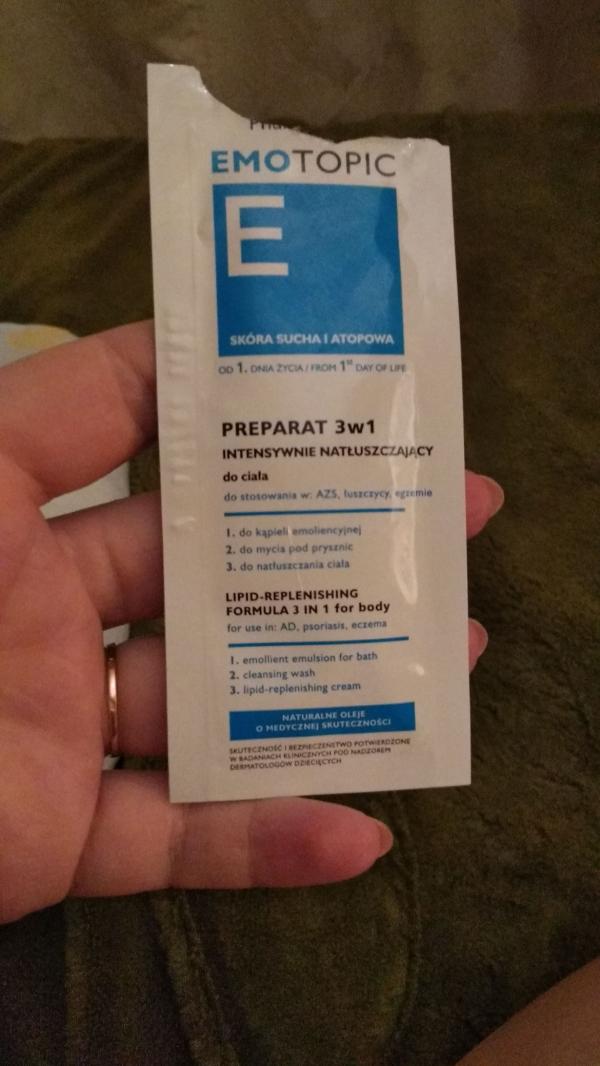 EMOTOPIC
E
SKÓRA SUCHA I ATOPOWA
OD 1. DNIA ŻYCIA / FROM 1st DAY OF LIFE
PREPARAT 3w1
INTENSYWNIE NATŁUSZCZAJĄCY
do ciała
do stosowania w: AZS, łuszczycy, egzemie
1. do kąpieli emoliencyjnej
2. do mycia pod prysznic
3. do natłuszczania ciała
LIPID-REPLENISHING
FORMULA 3 IN 1 for body
for use in: AD, psoriasis, eczema
1. emollient emulsion for bath
2. cleansing wash
3. lipid-replenishing cream
NATURALNE OLEJE
O MEDYCZNEJ SKUTECZNOŚCI
SKUTECZNOŚĆ I BEZPIECZEŃSTWO POTWIERDZONE
W BADANIACH KLINICZNYCH POD NADZOREM
DERMATOLOGÓW DZIECIĘCYCH